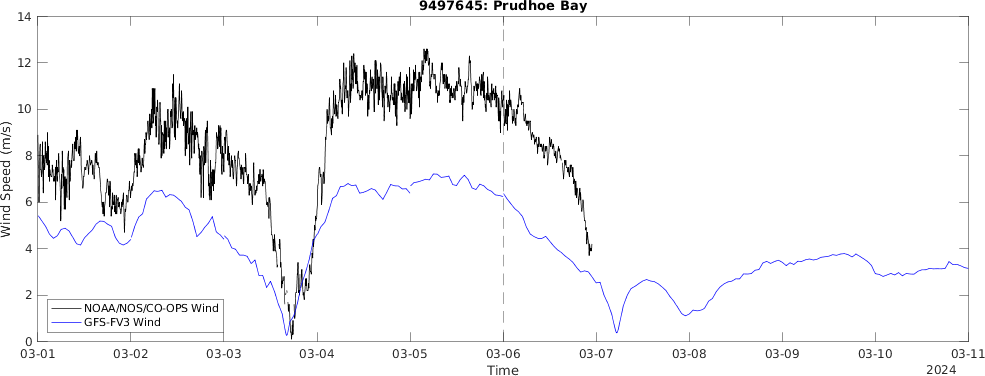 9497645: Prudhoe Bay
Wind Speed (m/s)
14
12
10
8
6
4
2
0
NOAA/NOS/CO-OPS Wind
GFS-FV3 Wind
03-01 03-02 03-03 03-04 03-05 03-06 03-07 03-08 03-09 03-10 03-11
Time
2024